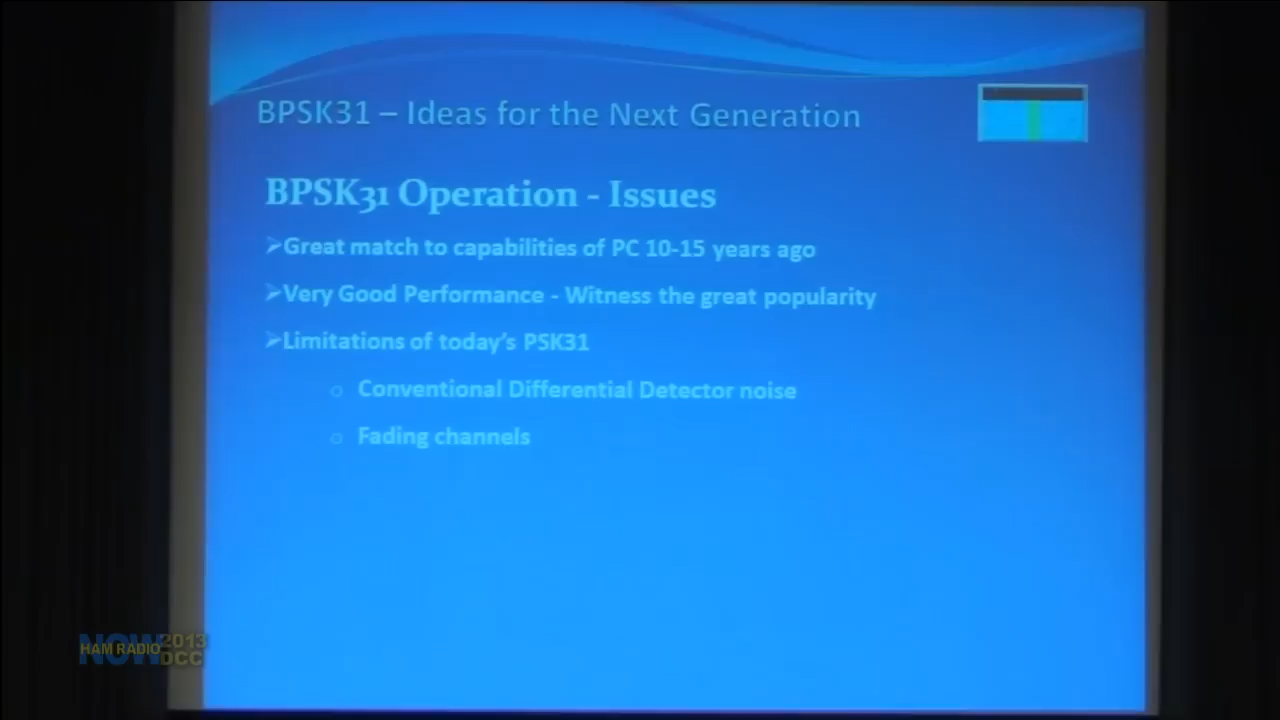 BPSK31 – Ideas for the Next Generation
BPSK31 Operation - Issues
➢Great match to capabilities of PC 10-15 years ago
➢Very Good Performance - Witness the great popularity
➢Limitations of today's PSK31
o Conventional Differential Detector noise
o Fading channels
HAM RADIO
NOW
2013
DCC